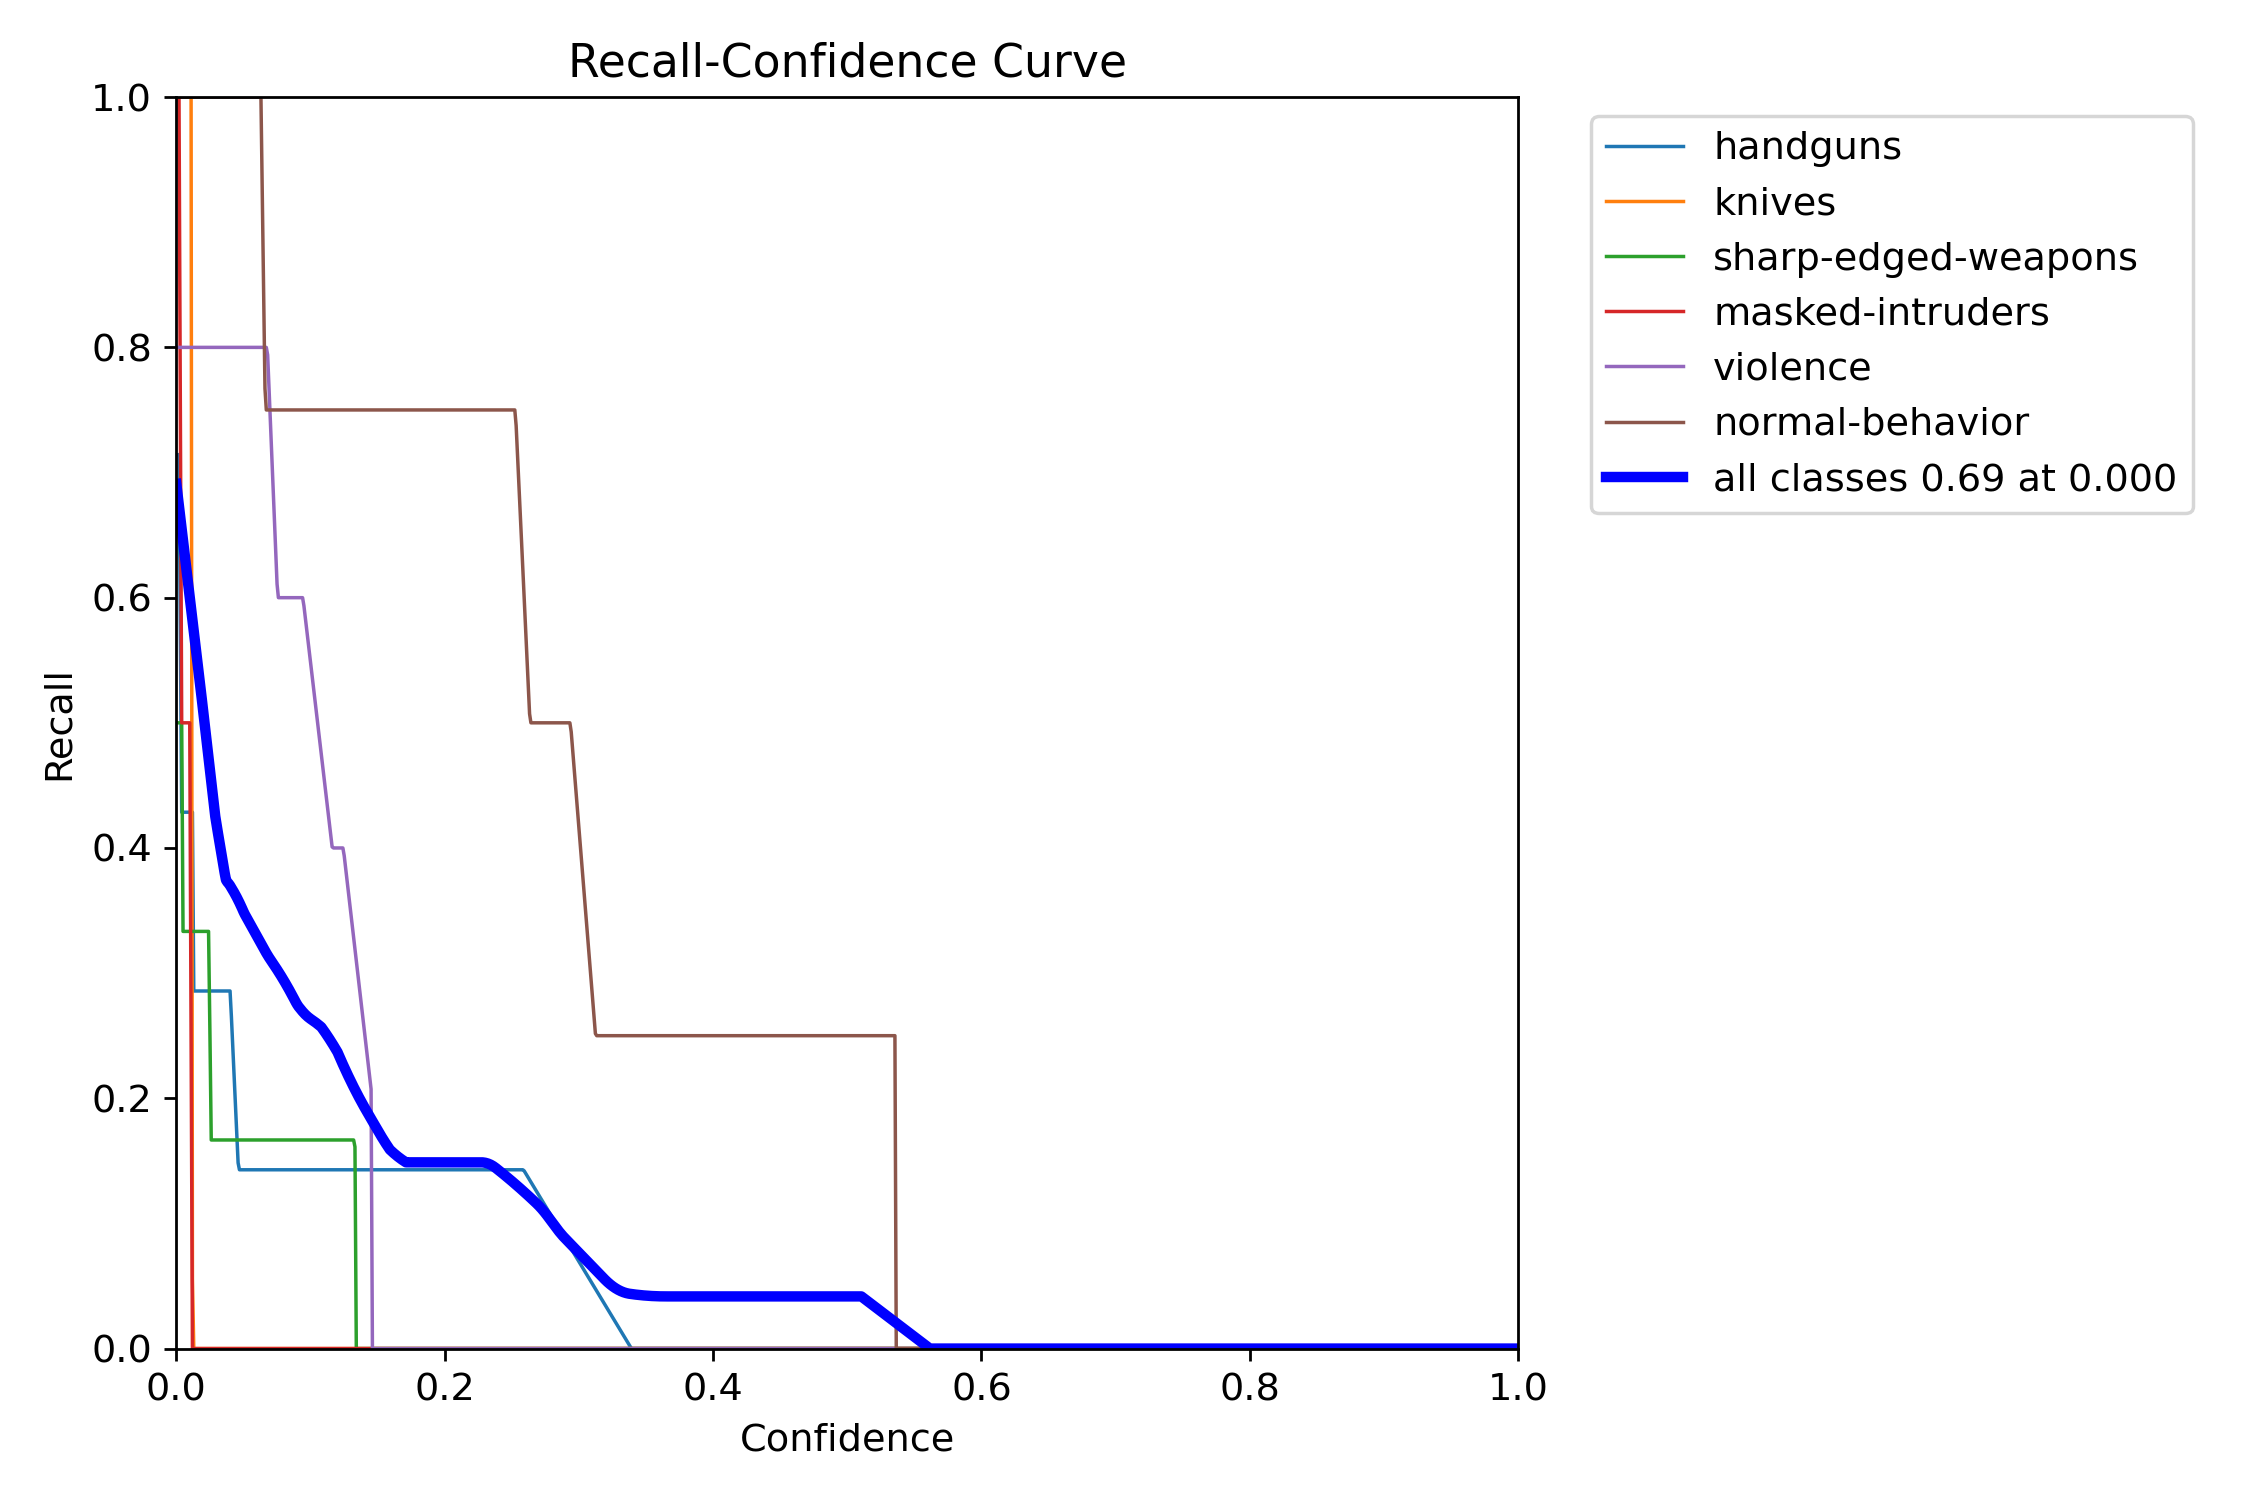 Recall-Confidence Curve
1.0
0.8
0.6
0.4
0.2
0.0
Recall
0.0 0.2 0.4 0.6 0.8 1.0
Confidence
handguns
knives
sharp-edged-weapons
masked-intruders
violence
normal-behavior
all classes 0.69 at 0.000